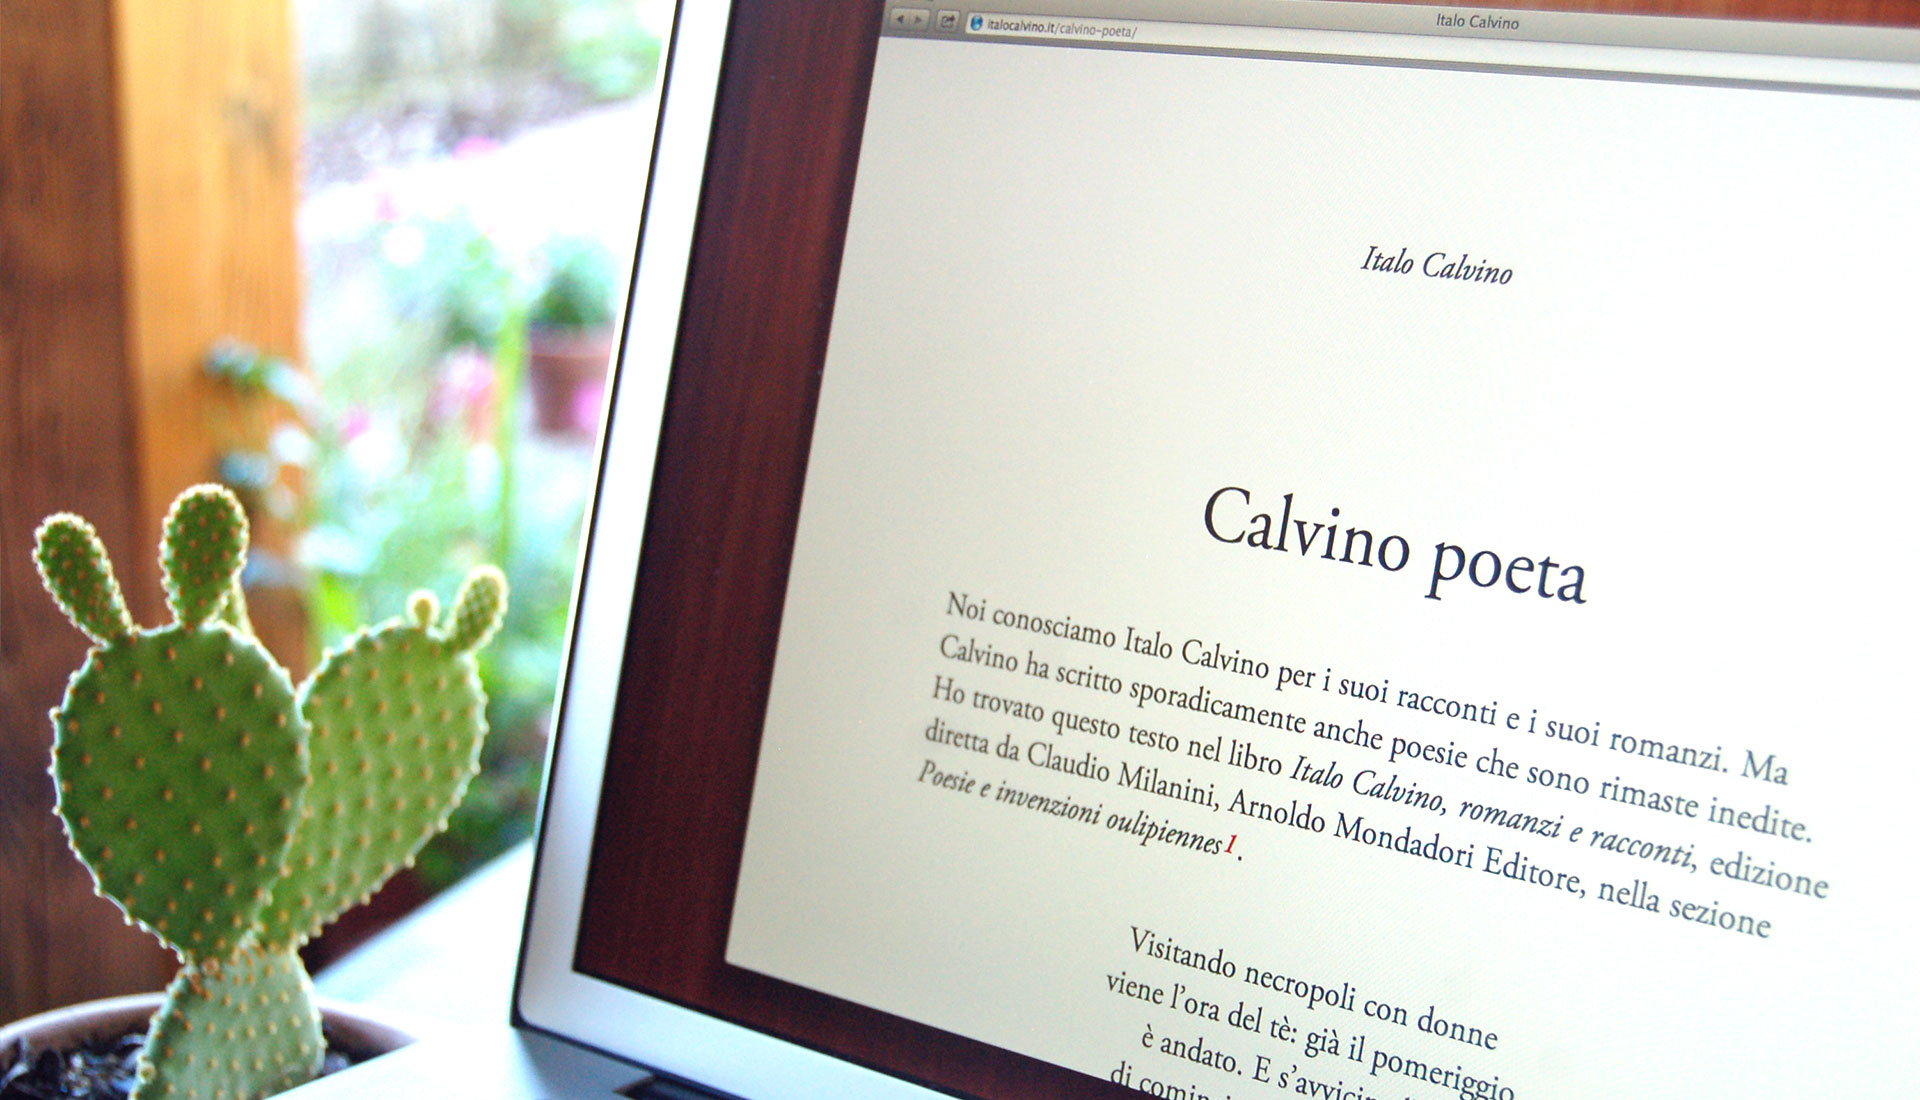 Italo Calvino
italocalvino.it/calvino-poeta/
Italo Calvino
Calvino poeta
Noi conosciamo Italo Calvino per i suoi racconti e i suoi romanzi. Ma
Calvino ha scritto sporadicamente anche poesie che sono rimaste inedite.
Ho trovato questo testo nel libro Italo Calvino, romanzi e racconti, edizione
diretta da Claudio Milanini, Arnoldo Mondadori Editore, nella sezione
Poesie e invenzioni oulipiennes1.
Visitando necropoli con donne
viene l'ora del tè: già il pomeriggio
è andato. E s'avvici
di